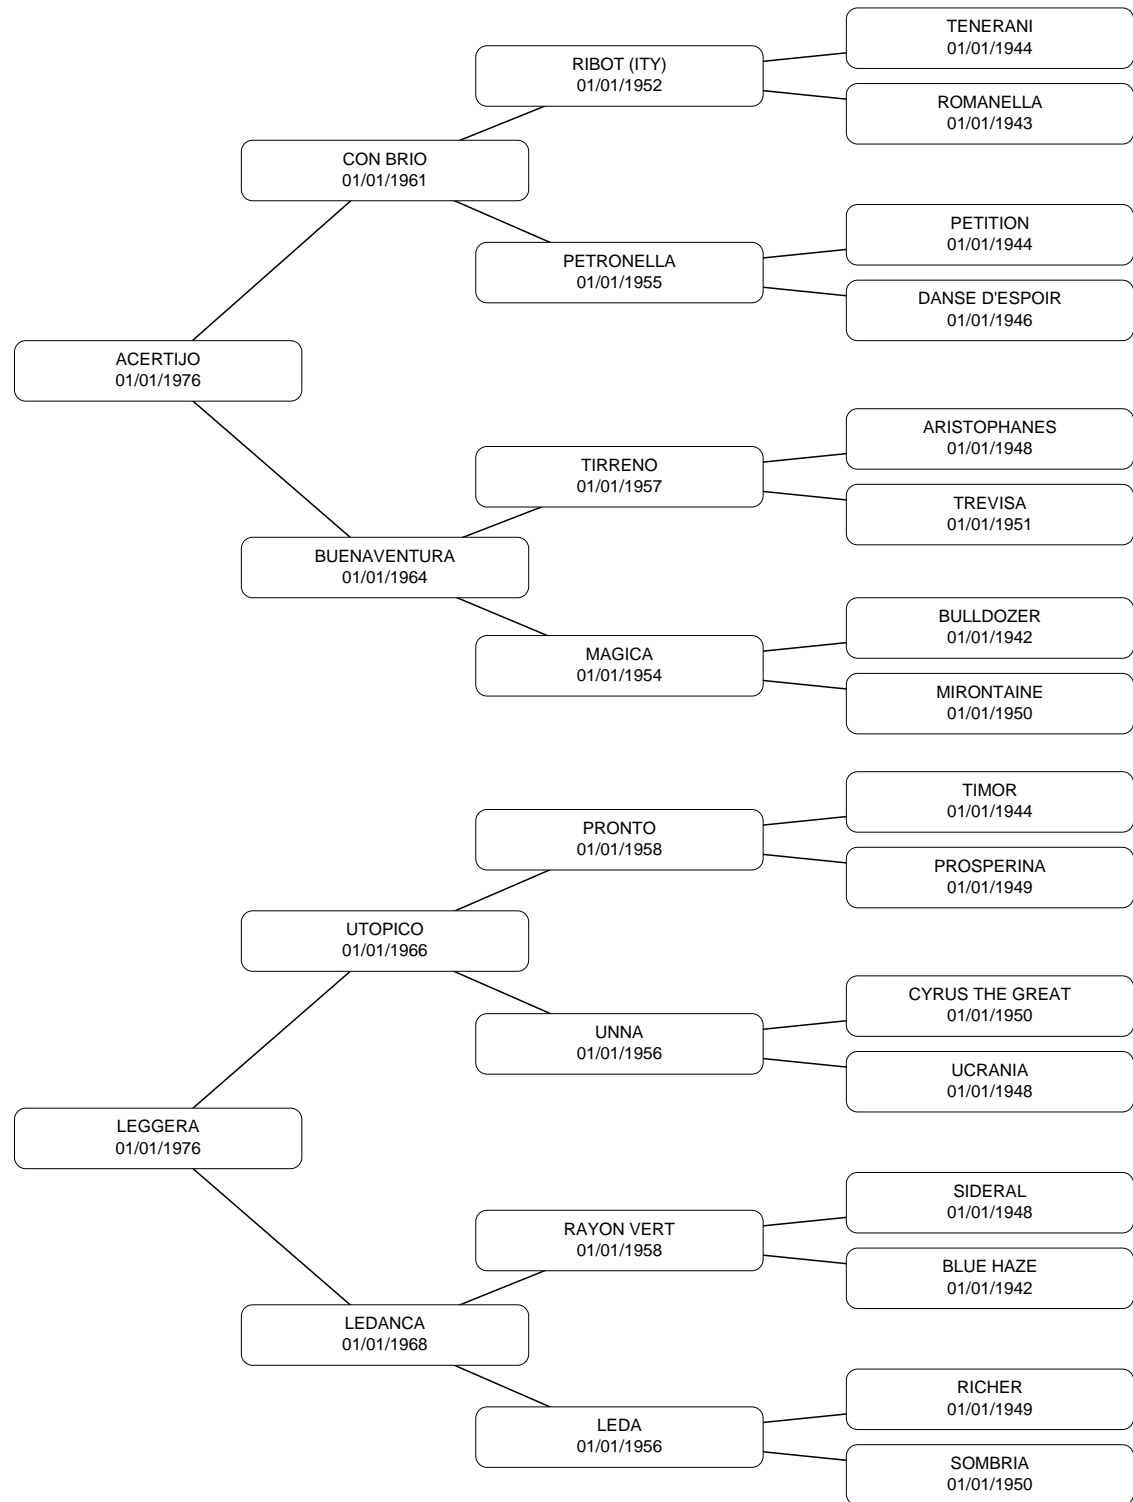 TENERANI
01/01/1944
RIBOT (ITY)
01/01/1952
ROMANELLA
01/01/1943
CON BRIO
01/01/1961
PETITION
01/01/1944
PETRONELLA
01/01/1955
DANSE D'ESPOIR
01/01/1946
ACERTIJO
01/01/1976
ARISTOPHANES
01/01/1948
TIRRENO
01/01/1957
TREVISA
01/01/1951
BUENAVENTURA
01/01/1964
BULLDOZER
01/01/1942
MAGICA
01/01/1954
MIRONTAINE
01/01/1950
TIMOR
01/01/1944
PRONTO
01/01/1958
PROSPERINA
01/01/1949
UTOPICO
01/01/1966
CYRUS THE GREAT
01/01/1950
UNNA
01/01/1956
UCRANIA
01/01/1948
LEGGERA
01/01/1976
SIDERAL
01/01/1948
RAYON VERT
01/01/1958
BLUE HAZE
01/01/1942
LEDANCA
01/01/1968
RICHER
01/01/1949
LEDA
01/01/1956
SOMBRIA
01/01/1950